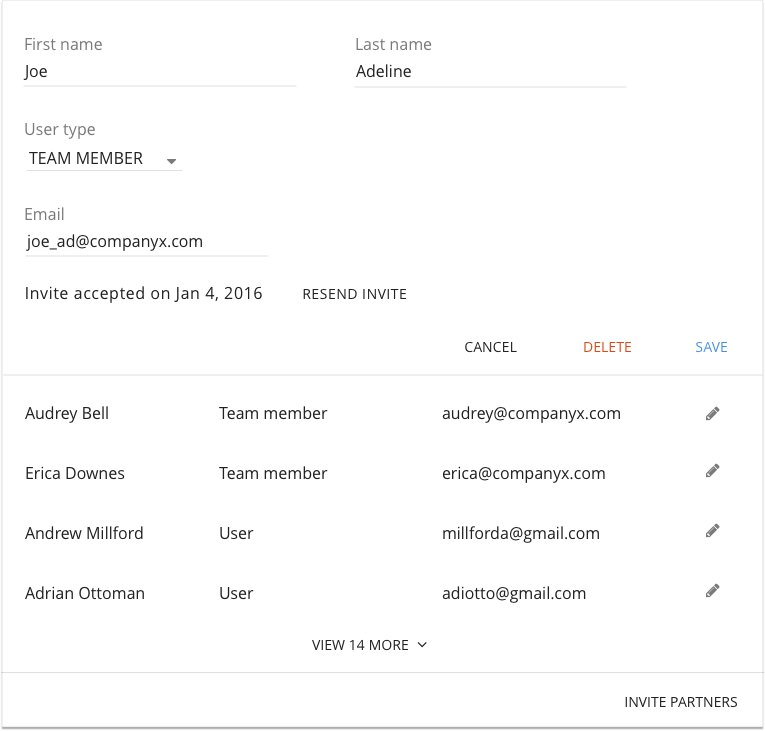 First name Last name
Joe Adeline
User type
TEAM MEMBER
Email
joe_ad@companyx.com
Invite accepted on Jan 4, 2016 RESEND INVITE
CANCEL DELETE SAVE
Audrey Bell Team member audrey@companyx.com
Erica Downes Team member erica@companyx.com
Andrew Millford User millforda@gmail.com
Adrian Ottoman User adiotto@gmail.com
VIEW 14 MORE
INVITE PARTNERS